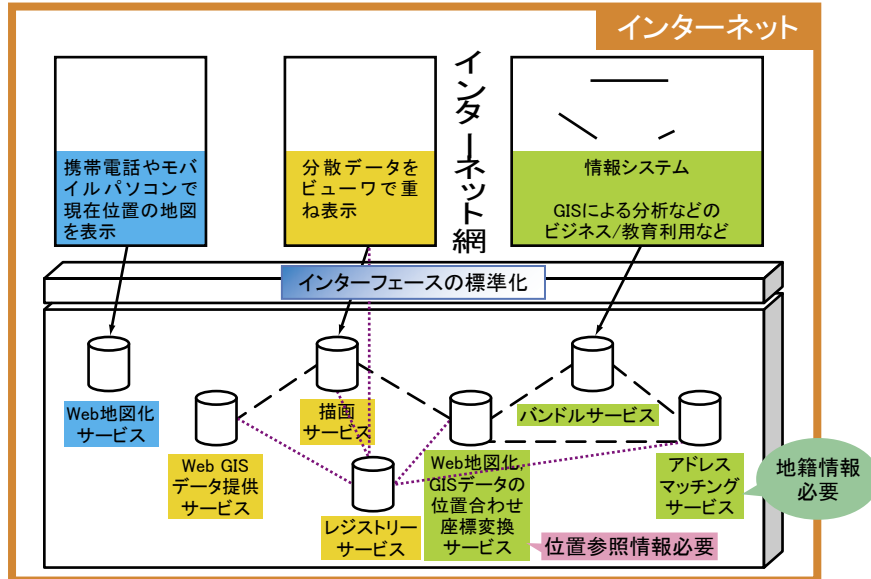 インターネット
携帯電話やモバ
イルパソコンで
現在位置の地図
を表示
分散データを
ビューワで重
ね表示
インターネット網
情報システム
GISによる分析などの
ビジネス/教育利用など
インターフェースの標準化
Web地図化
サービス
Web GIS
データ提供
サービス
描画
サービス
レジストリー
サービス
Web地図化,
GISデータの
位置合わせ
座標変換
サービス
バンドルサービス
アドレス
マッチング
サービス
位置参照情報必要
地籍情報
必要